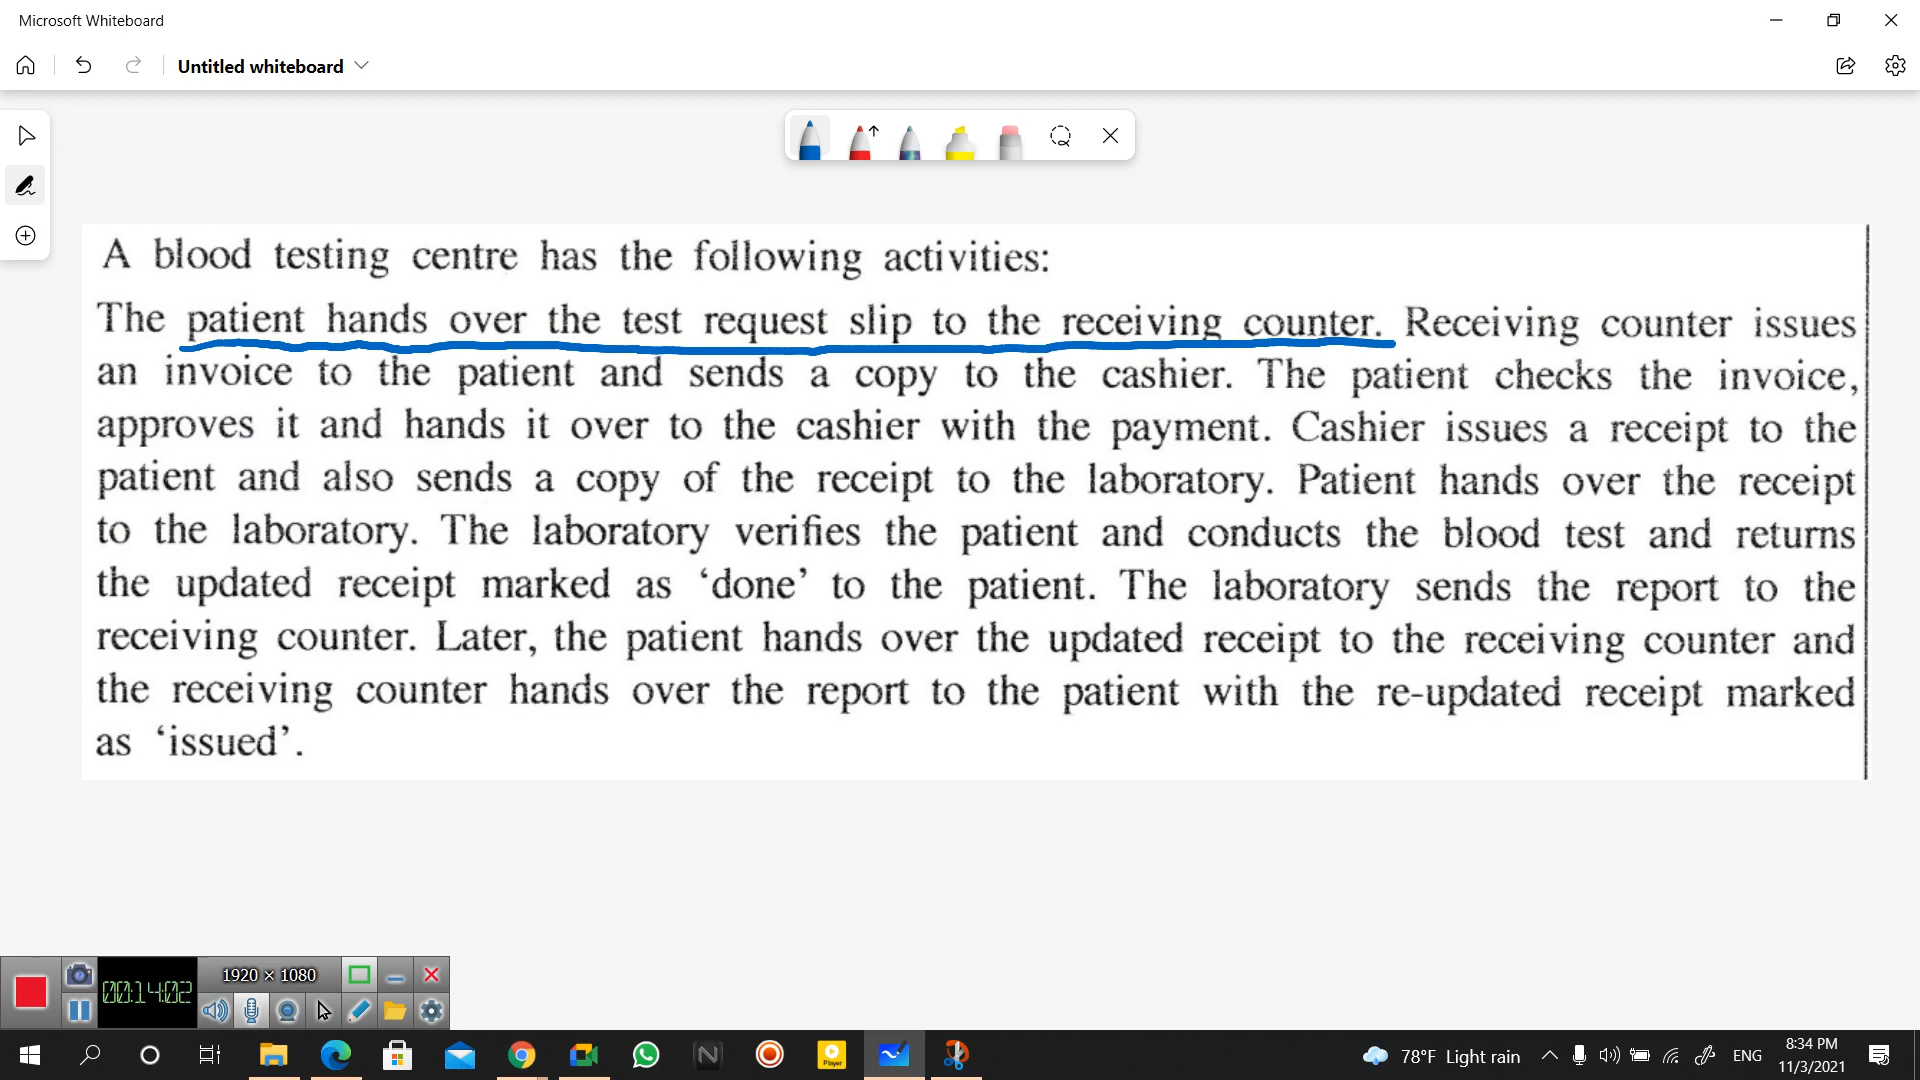 Microsoft Whiteboard
Untitled whiteboard
A blood testing centre has the following activities:
The patient hands over the test request slip to the receiving counter. Receiving counter issues
an invoice to the patient and sends a copy to the cashier. The patient checks the invoice,
approves it and hands it over to the cashier with the payment. Cashier issues a receipt to the
patient and also sends a copy of the receipt to the laboratory. Patient hands over the receipt
to the laboratory. The laboratory verifies the patient and conducts the blood test and returns
the updated receipt marked as ‘done’ to the patient. The laboratory sends the report to the
receiving counter. Later, the patient hands over the updated receipt to the receiving counter and
the receiving counter hands over the report to the patient with the re-updated receipt marked
as ‘issued’.
1920 × 1080
00:14:02
Player
N
78°F Light rain
ENG
8:34 PM
11/3/2021